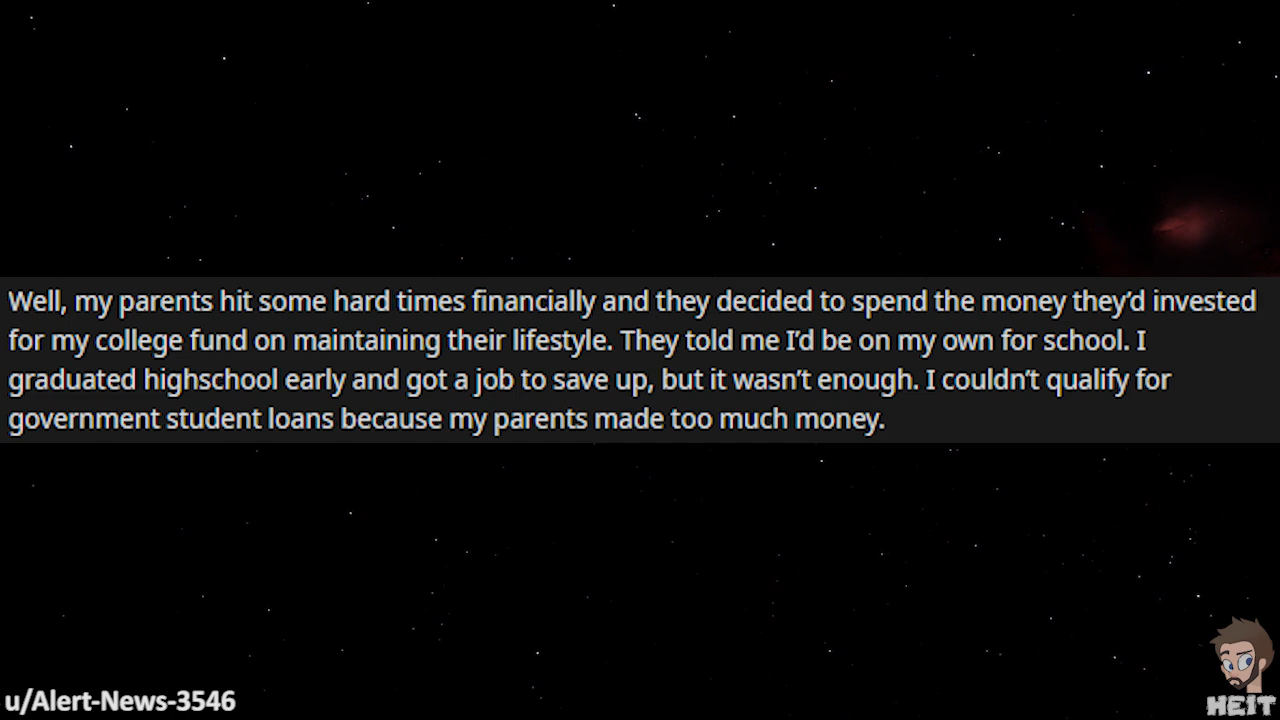 Well, my parents hit some hard times financially and they decided to spend the money they’d invested
for my college fund on maintaining their lifestyle. They told me I’d be on my own for school. I
graduated highschool early and got a job to save up, but it wasn’t enough. I couldn’t qualify for
government student loans because my parents made too much money.
u/Alert-News-3546
HEIT